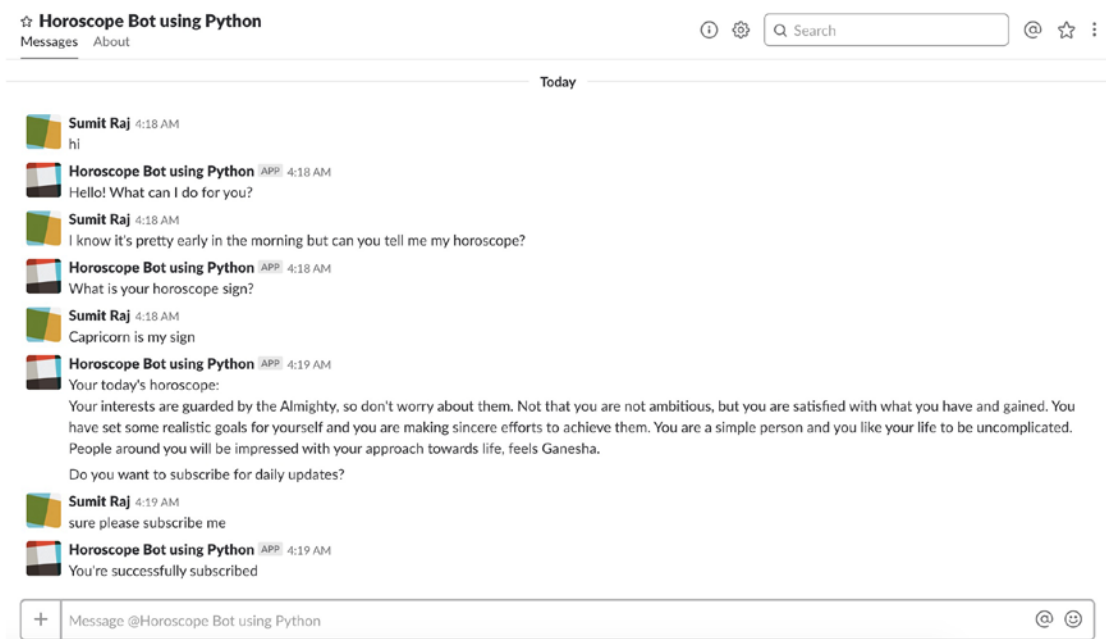 ☆ Horoscope Bot using Python
Messages About
Search
Today
Sumit Raj 4:18 AM
hi
Horoscope Bot using Python APP 4:18 AM
Hello! What can I do for you?
Sumit Raj 4:18 AM
I know it's pretty early in the morning but can you tell me my horoscope?
Horoscope Bot using Python APP 4:18 AM
What is your horoscope sign?
Sumit Raj 4:18 AM
Capricorn is my sign
Horoscope Bot using Python APP 4:19 AM
Your today's horoscope:
Your interests are guarded by the Almighty, so don't worry about them. Not that you are not ambitious, but you are satisfied with what you have and gained. You
have set some realistic goals for yourself and you are making sincere efforts to achieve them. You are a simple person and you like your life to be uncomplicated.
People around you will be impressed with your approach towards life, feels Ganesha.
Do you want to subscribe for daily updates?
Sumit Raj 4:19 AM
sure please subscribe me
Horoscope Bot using Python APP 4:19 AM
You're successfully subscribed
Message @Horoscope Bot using Python